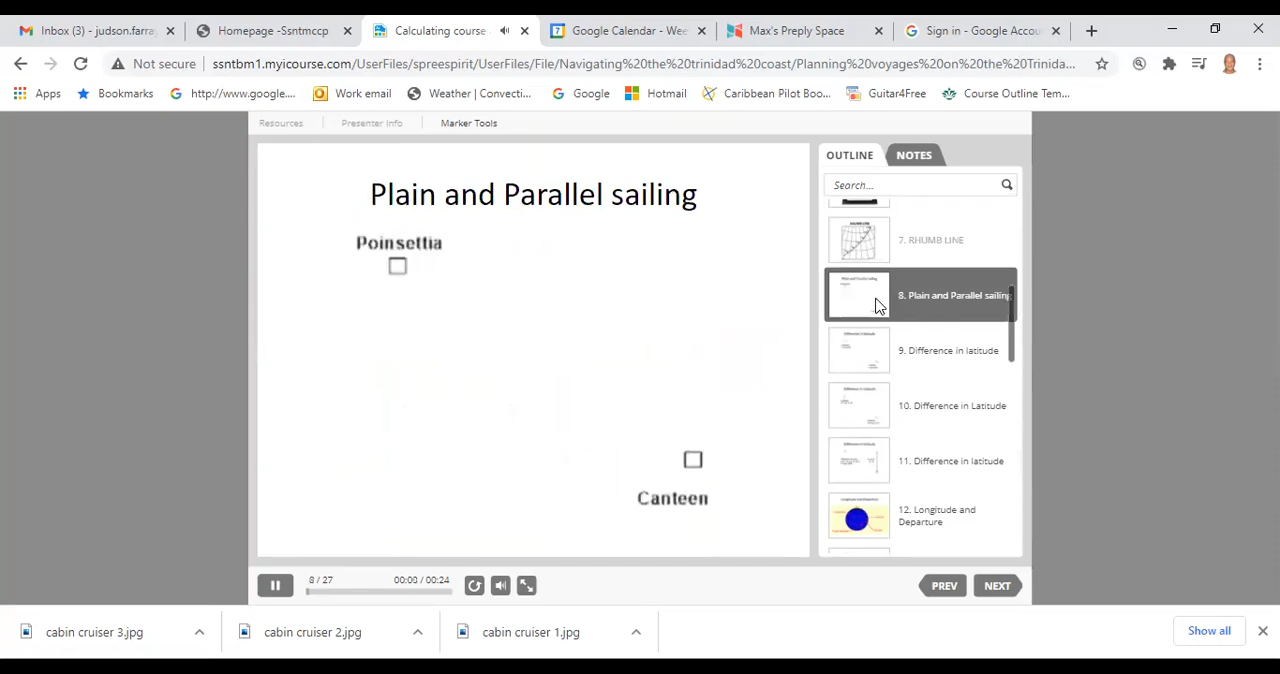 Inbox (3) - judson.farra
Homepage -Ssntmccp
Calculating course
Google Calendar - Wee
Max's Preply Space
Sign in - Google Accou
Not secure
ssntbm1.myicourse.com/UserFiles/spreespirit/UserFiles/File/Navigating%20the%20trinidad%20coast/Planning%20voyages%20on%20the%20Trinida...
Apps
Bookmarks
http://www.google....
Work email
Weather | Convecti...
Google
Hotmail
Caribbean Pilot Boo...
Guitar4Free
Course Outline Tem...
Resources
Presenter Info
Marker Tools
OUTLINE
NOTES
Search...
Plain and Parallel sailing
Poinsettia
Canteen
7. RHUMB LINE
8. Plain and Parallel sailing
9. Difference in latitude
10. Difference in Latitude
11. Difference in latitude
12. Longitude and
Departure
8 / 27
00:00 / 00:24
PREV
NEXT
cabin cruiser 3.jpg
cabin cruiser 2.jpg
cabin cruiser 1.jpg
Show all